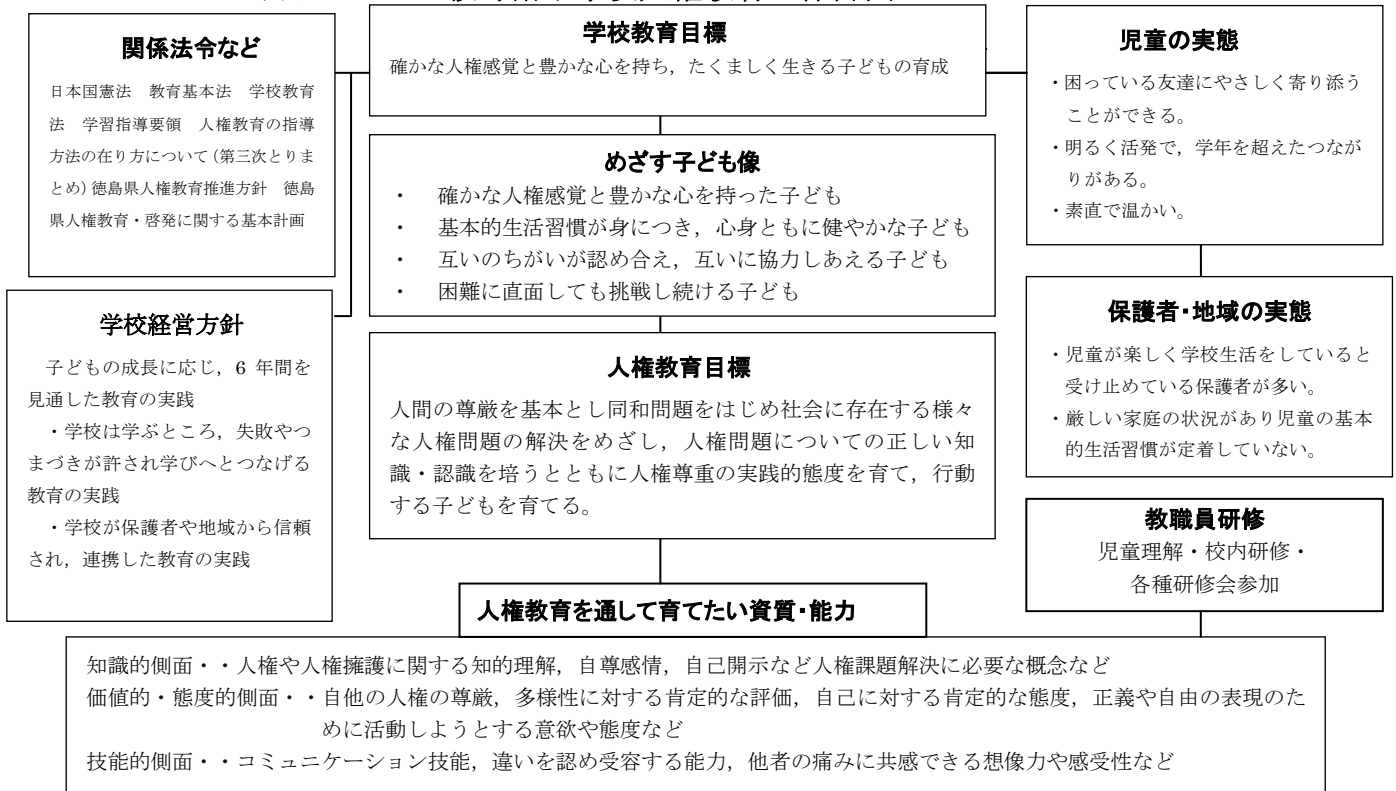 関係法令など
日本国憲法　教育基本法　学校教育
法　学習指導要領　人権教育の指導
方法の在り方について(第三次とりま
とめ)徳島県人権教育推進方針　徳島
県人権教育・啓発に関する基本計画
学校経営方針
子どもの成長に応じ，6 年間を
見通した教育の実践
・学校は学ぶところ，失敗やつ
まづきが許され学びへとつなげる
教育の実践
・学校が保護者や地域から信頼
され，連携した教育の実践
学校教育目標
確かな人権感覚と豊かな心を持ち，たくましく生きる子どもの育成
めざす子ども像
・　確かな人権感覚と豊かな心を持った子ども
・　基本的生活習慣が身につき，心身ともに健やかな子ども
・　互いのちがいが認め合え，互いに協力しあえる子ども
・　困難に直面しても挑戦し続ける子ども
人権教育目標
人間の尊厳を基本とし同和問題をはじめ社会に存在する様々
な人権問題の解決をめざし，人権問題についての正しい知
識・認識を培うとともに人権尊重の実践的態度を育て，行動
する子どもを育てる。
児童の実態
・困っている友達にやさしく寄り添う
ことができる。
・明るく活発で，学年を超えたつなが
りがある。
・素直で温かい。
保護者・地域の実態
・児童が楽しく学校生活をしていると
受け止めている保護者が多い。
・厳しい家庭の状況があり児童の基本
的生活習慣が定着していない。
教職員研修
児童理解・校内研修・
各種研修会参加
人権教育を通して育てたい資質・能力
知識的側面・・人権や人権擁護に関する知的理解，自尊感情，自己開示など人権課題解決に必要な概念など
価値的・態度的側面・・自他の人権の尊厳，多様性に対する肯定的な評価，自己に対する肯定的な態度，正義や自由の表現のた
めに活動しようとする意欲や態度など
技能的側面・・コミュニケーション技能，違いを認め受容する能力，他者の痛みに共感できる想像力や感受性など